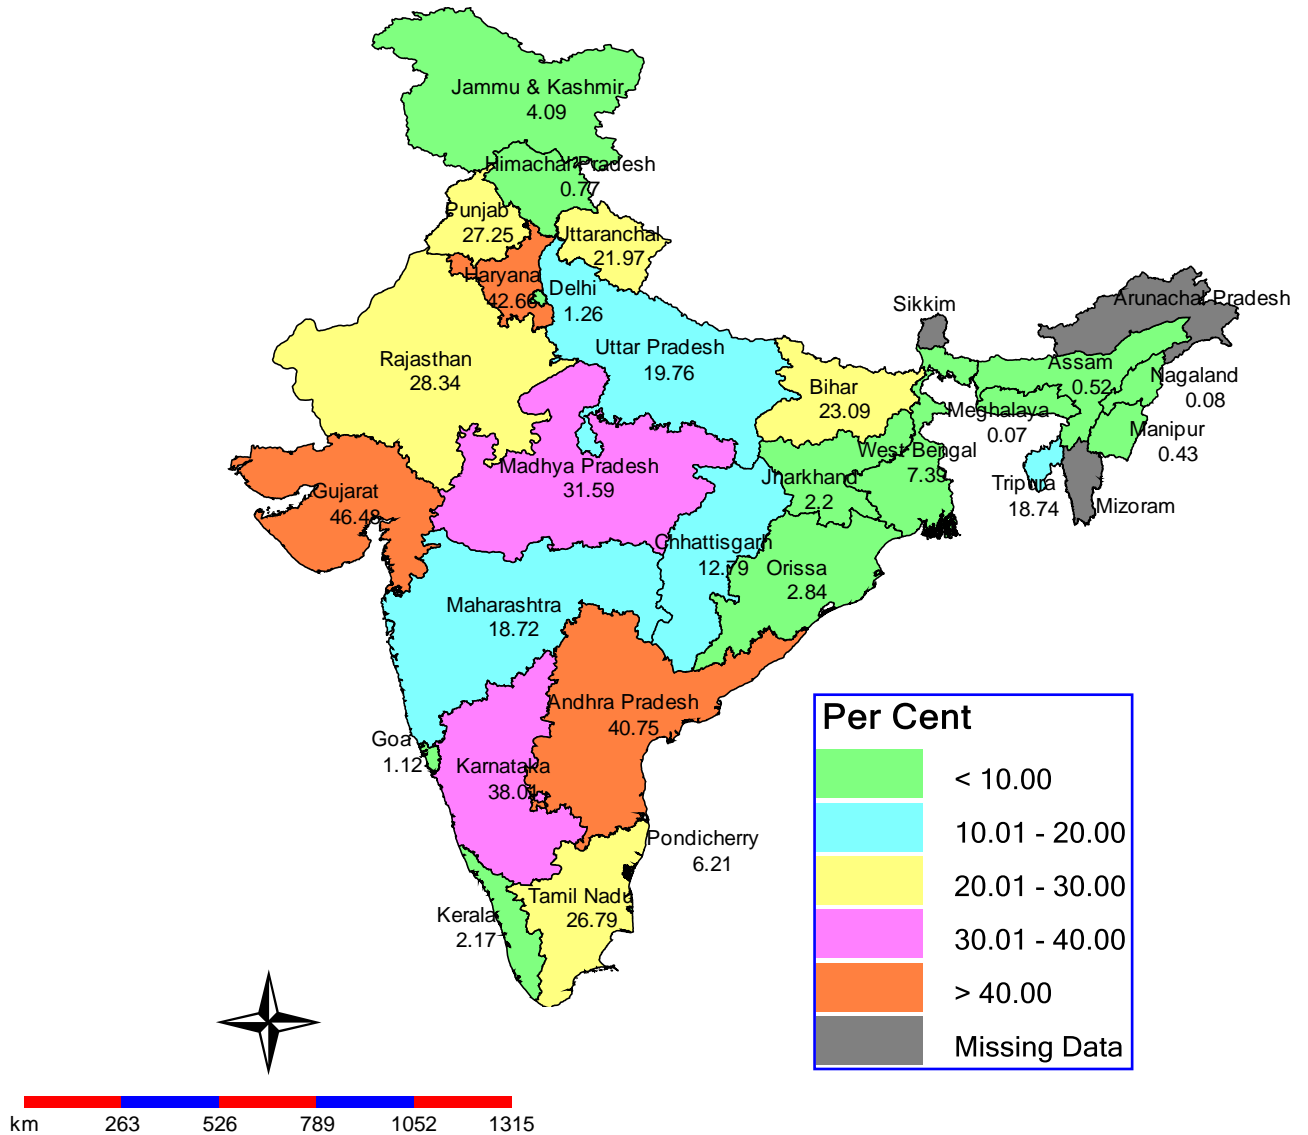 Jammu & Kashmir
4.09
Himachal Pradesh
0.77
Punjab
27.25
Uttaranchal
21.97
Haryana
42.66
Delhi
1.26
Sikkim
Arunachal Pradesh
Rajasthan
28.34
Uttar Pradesh
19.76
Bihar
23.09
Assam
0.52
Nagaland
0.08
Meghalaya
0.07
Manipur
0.43
West Bengal
7.39
Jharkhand
2.2
Tripura
18.74
Mizoram
Gujarat
46.48
Madhya Pradesh
31.59
Chhattisgarh
12.79
Orissa
2.84
Maharashtra
18.72
Andhra Pradesh
40.75
Goa
1.12
Karnataka
Pondicherry
6.21
Kerala
2.17
Tamil Nadu
26.79
Per Cent
< 10.00
10.01 - 20.00
20.01 - 30.00
30.01 - 40.00
> 40.00
Missing Data
km 263 526 789 1052 1315